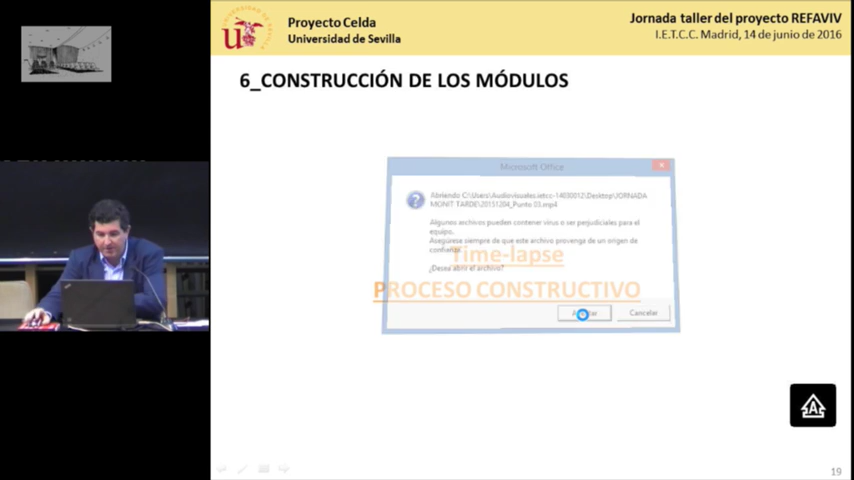 Proyecto Celda
Universidad de Sevilla
Jornada taller del proyecto REFAVIV
I.E.T.C.C. Madrid, 14 de junio de 2016
6_CONSTRUCCIÓN DE LOS MÓDULOS
Microsoft Office
Abriendo C:\Users\Audiovisuales.ietcc-14030012\Desktop\JORNADA
MONIT TARDE\20151204_Punto 03.mp4
Algunos archivos pueden contener virus o ser perjudiciales para el
equipo.
Asegúrese siempre de que este archivo provenga de un origen de
confianza.
Time-lapse
¿Desea abrir el archivo?
PROCESO CONSTRUCTIVO
Cancelar
19